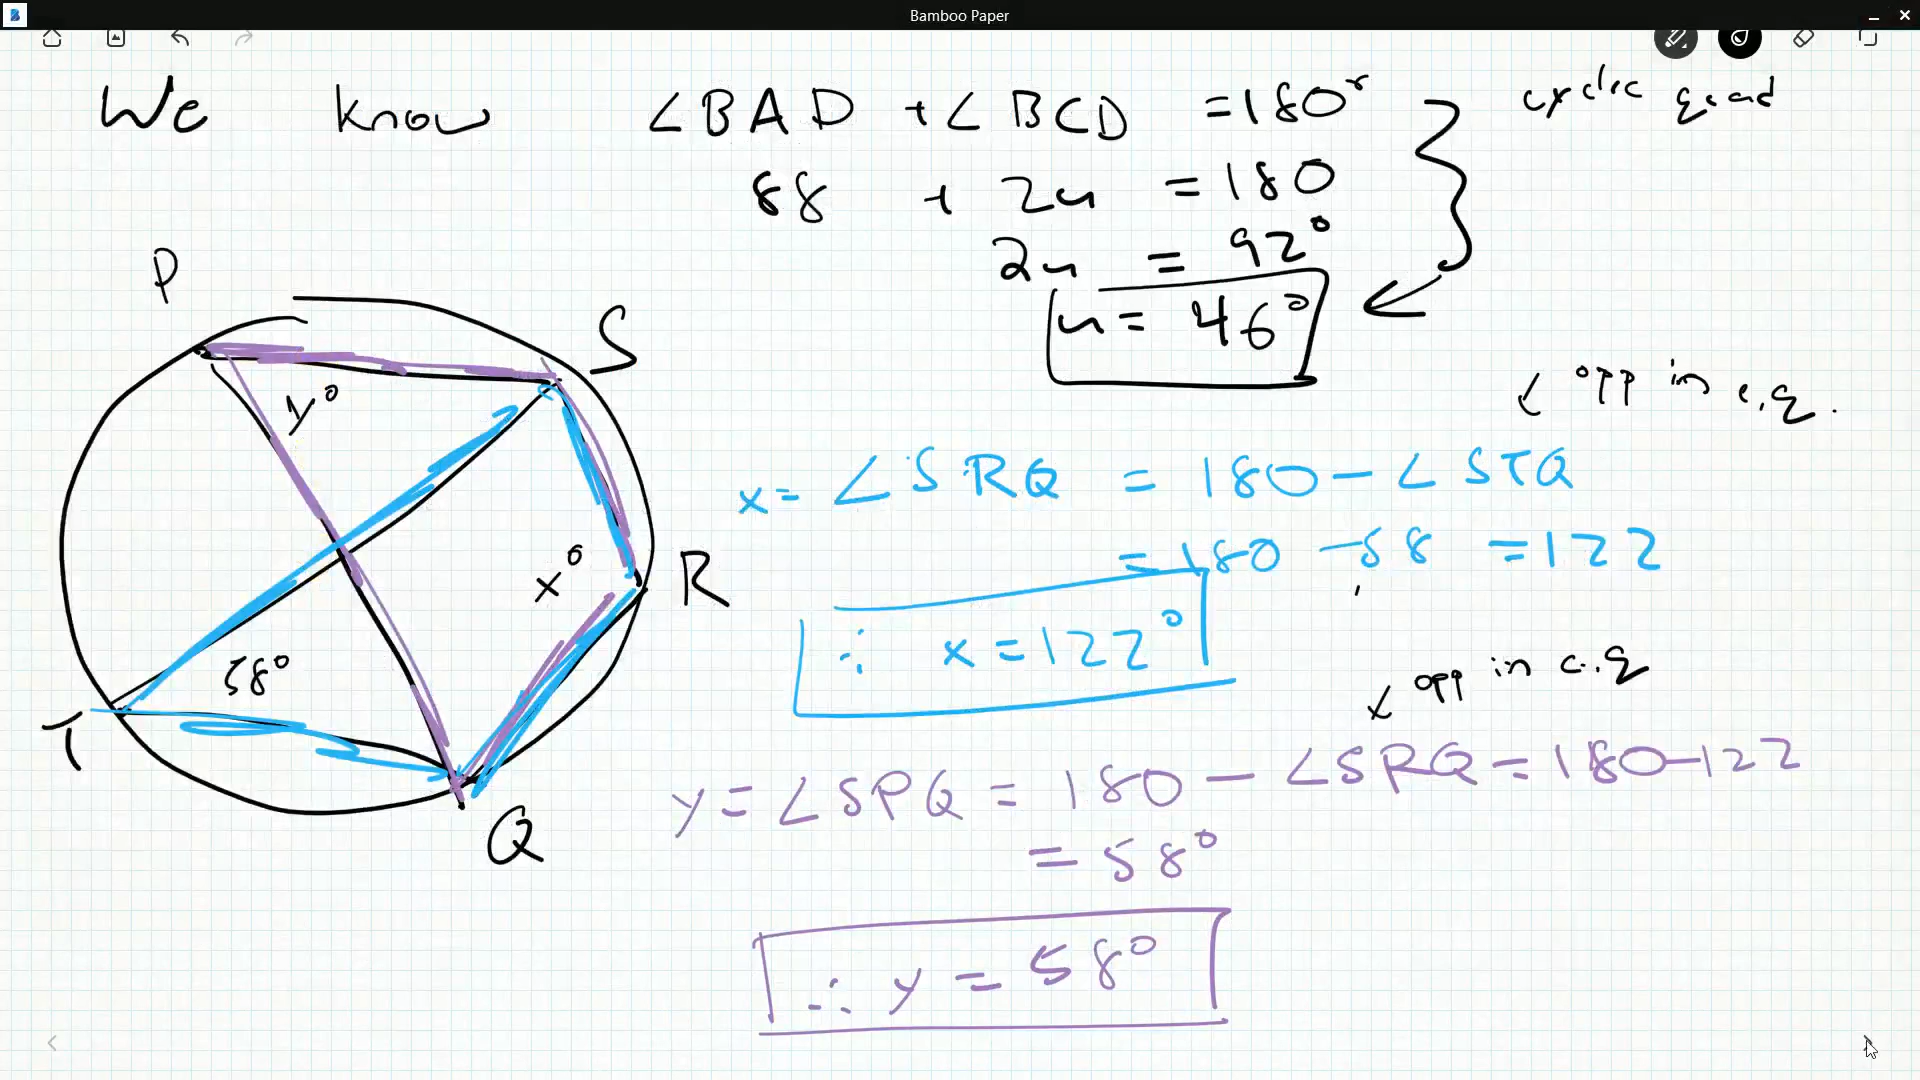 Bamboo Paper
We know ∠BAD + ∠BCD = 180° cyclic quad
88 + 2u = 180
2u = 92°
u = 46°
P
S
y°
opp in c.q.
x = ∠SRQ = 180 - ∠STQ
= 180 - 58 = 122
x°
R
∴ x = 122°
58°
opp in c.q
T
y = ∠SPQ = 180 - ∠SRQ = 180 - 122
Q
= 58°
∴ y = 58°